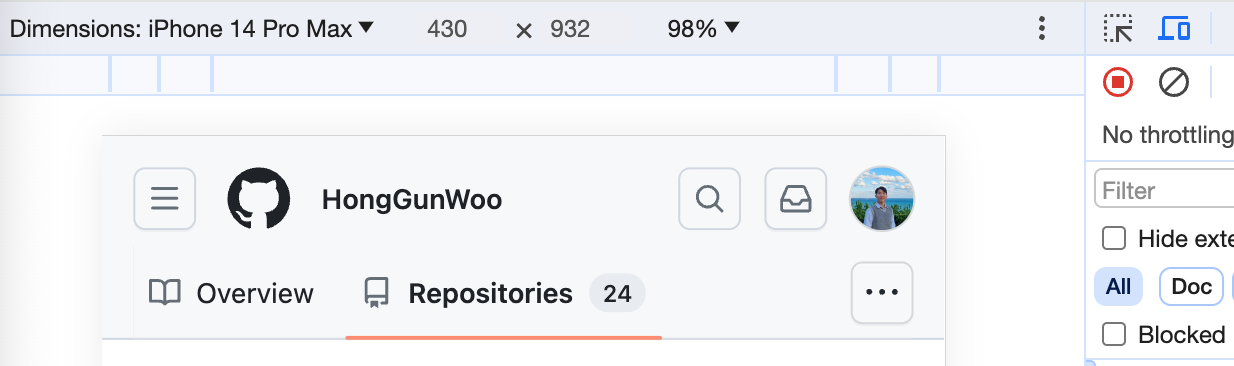 Dimensions: iPhone 14 Pro Max ▼ 430 × 932 98% ▼
No throttling
HongGunWoo
Filter
Hide exte
Overview Repositories 24 ...
All Doc
Blocked